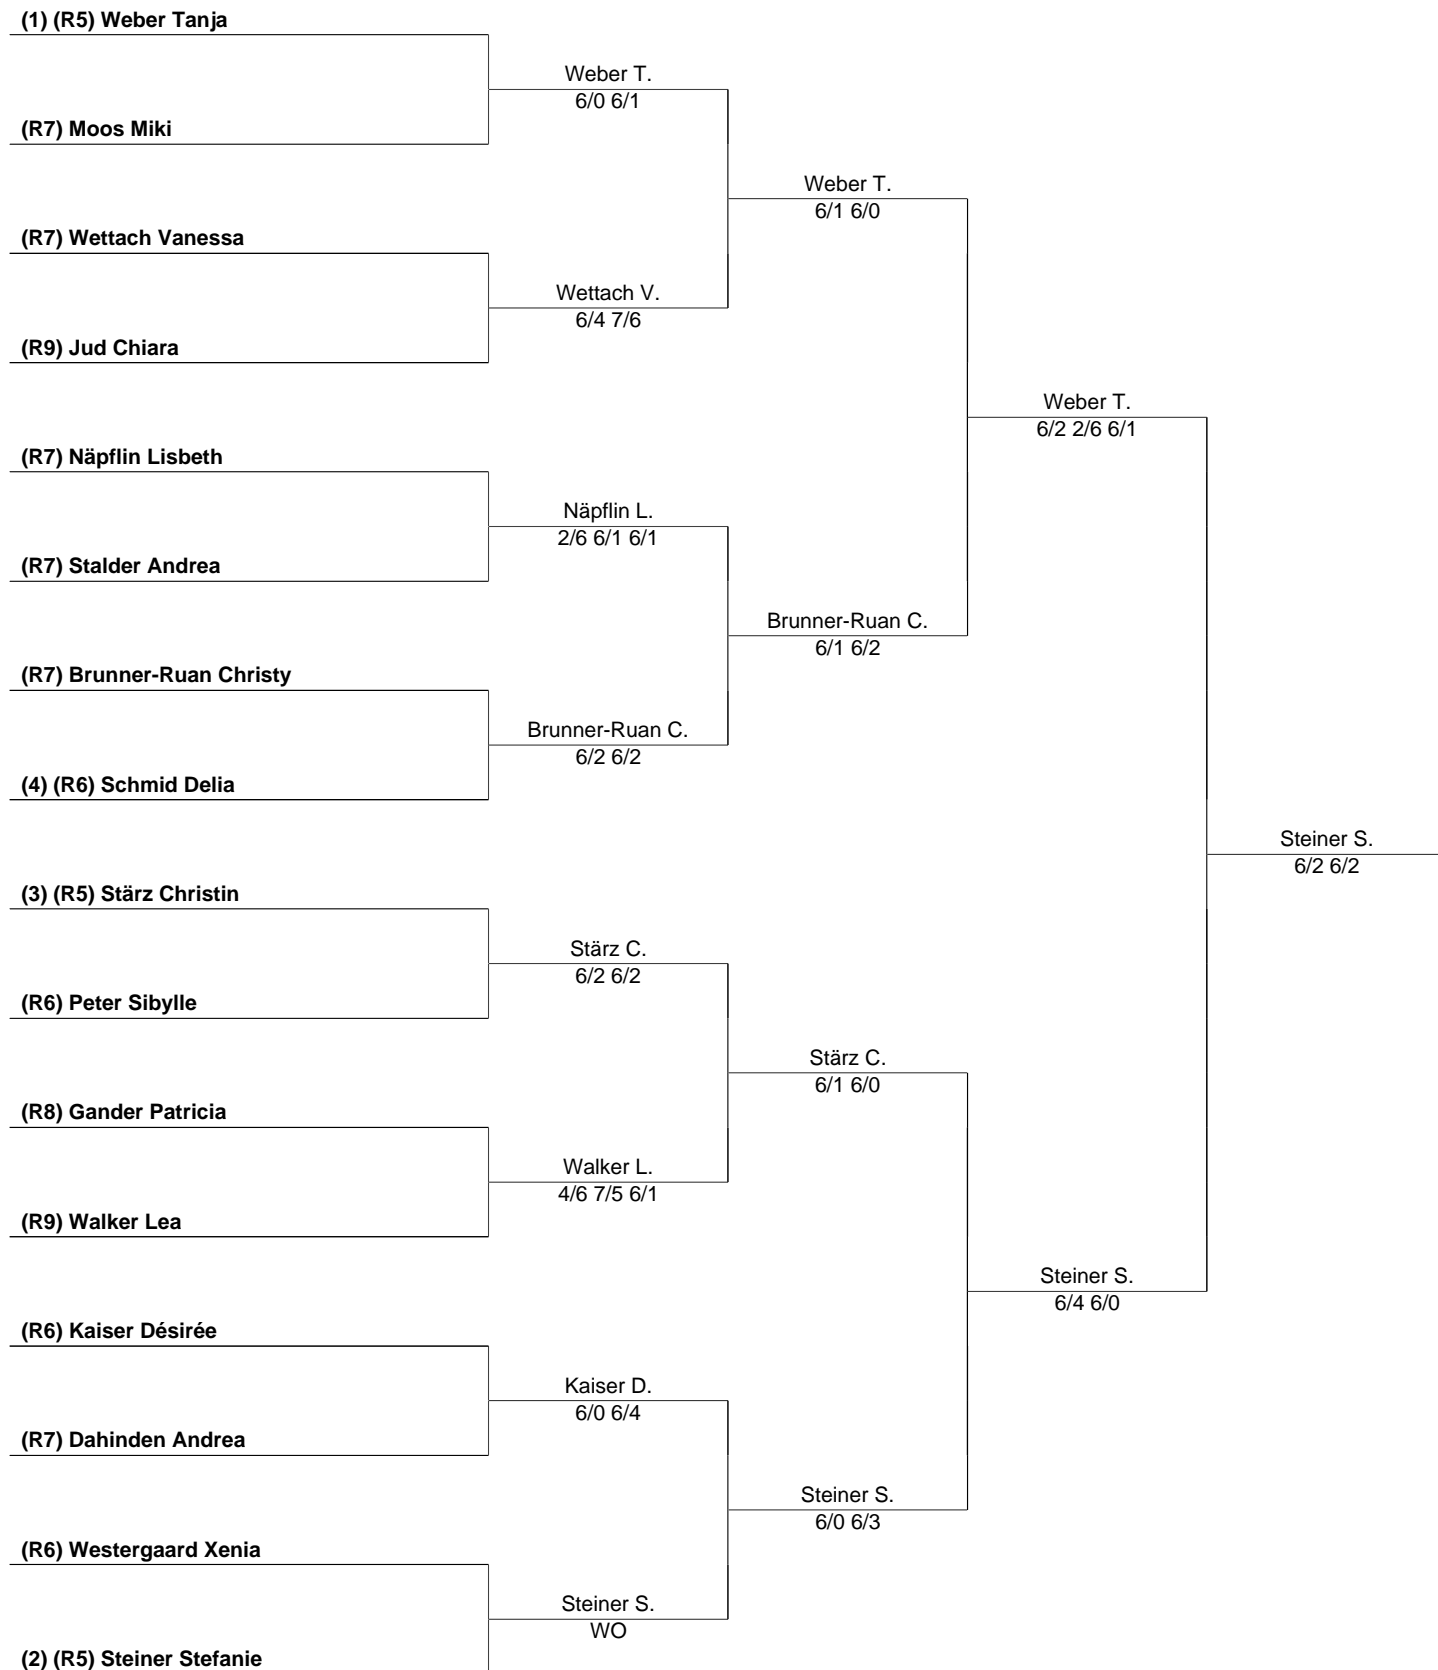 (1) (R5) Weber Tanja
Weber T.
6/0 6/1
(R7) Moos Miki
Weber T.
6/1 6/0
(R7) Wettach Vanessa
Wettach V.
6/4 7/6
(R9) Jud Chiara
Weber T.
6/2 2/6 6/1
(R7) Näpflin Lisbeth
Näpflin L.
2/6 6/1 6/1
(R7) Stalder Andrea
Brunner-Ruan C.
6/1 6/2
(R7) Brunner-Ruan Christy
Brunner-Ruan C.
6/2 6/2
(4) (R6) Schmid Delia
Steiner S.
6/2 6/2
(3) (R5) Stärz Christin
Stärz C.
6/2 6/2
(R6) Peter Sibylle
Stärz C.
6/1 6/0
(R8) Gander Patricia
Walker L.
4/6 7/5 6/1
(R9) Walker Lea
Steiner S.
6/4 6/0
(R6) Kaiser Désirée
Kaiser D.
6/0 6/4
(R7) Dahinden Andrea
Steiner S.
6/0 6/3
(R6) Westergaard Xenia
Steiner S.
WO
(2) (R5) Steiner Stefanie